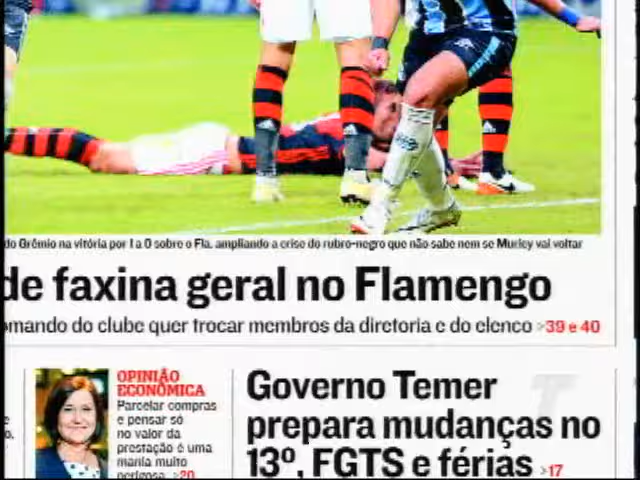 do Grêmio na vitória por 1 a 0 sobre o Fla, ampliando a crise do rubro-negro que não sabe nem se Muricy vai voltar
de faxina geral no Flamengo
omando do clube quer trocar membros da diretoria e do elenco >39 e 40
OPINIÃO
ECONÔMICA
Parcelar compras
e pensar só
no valor da
prestação é uma
mania muito
perigosa. >20
Governo Temer
prepara mudanças no
13º, FGTS e férias >17